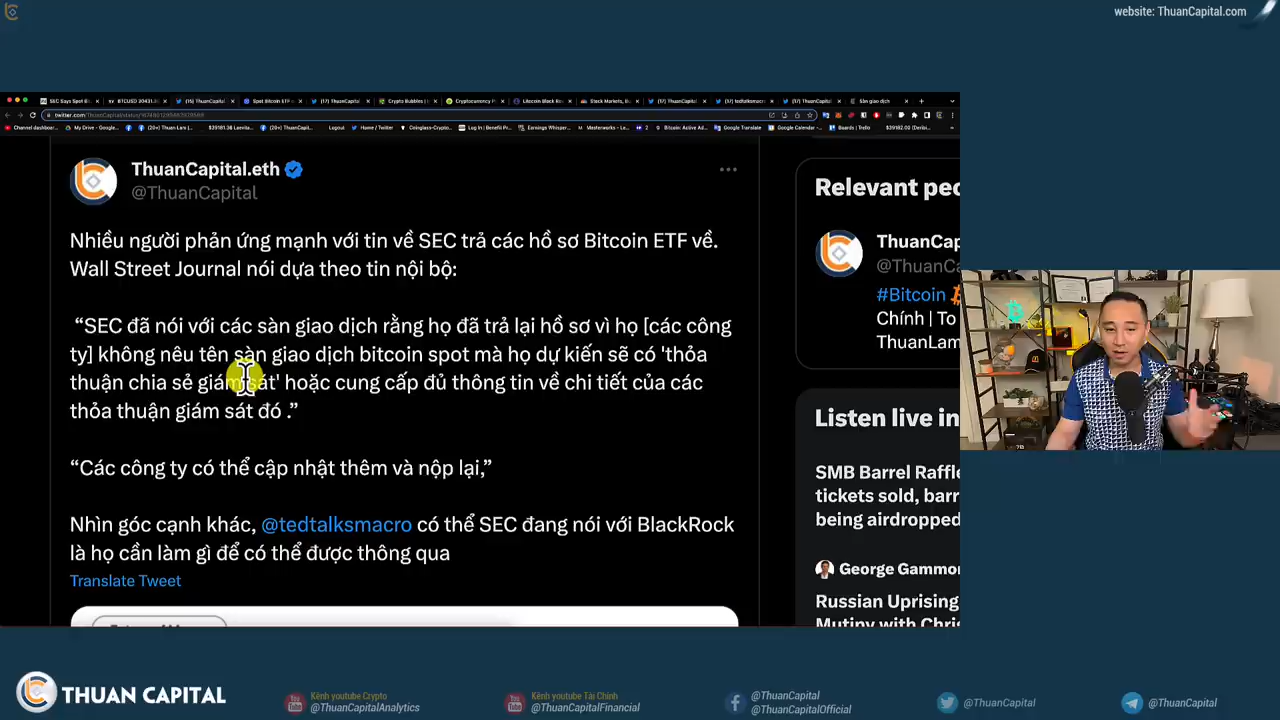 website: ThuanCapital.com
ThuanCapital.eth
@ThuanCapital
Nhiều người phản ứng mạnh với tin về SEC trả các hồ sơ Bitcoin ETF về.
Wall Street Journal nói dựa theo tin nội bộ:
“SEC đã nói với các sàn giao dịch rằng họ đã trả lại hồ sơ vì họ [các công
ty] không nêu tên sàn giao dịch bitcoin spot mà họ dự kiến sẽ có 'thỏa
thuận chia sẻ giám sát' hoặc cung cấp đủ thông tin về chi tiết của các
thỏa thuận giám sát đó .”
“Các công ty có thể cập nhật thêm và nộp lại,”
Nhìn góc cạnh khác, @tedtalksmacro có thể SEC đang nói với BlackRock
là họ cần làm gì để có thể được thông qua
Translate Tweet
Relevant peo
ThuanCap
@ThuanC
#Bitcoin
Chính | To
ThuanLam
Listen live in
SMB Barrel Raffle
tickets sold, barr
being airdropped
George Gammon
Russian Uprising
Mutiny with Chris
THUAN CAPITAL
Kênh youtube Crypto
@ThuanCapitalAnalytics
Kênh youtube Tài Chính
@ThuanCapitalFinancial
@ThuanCapital
@ThuanCapitalOfficial
@ThuanCapital
@ThuanCapital